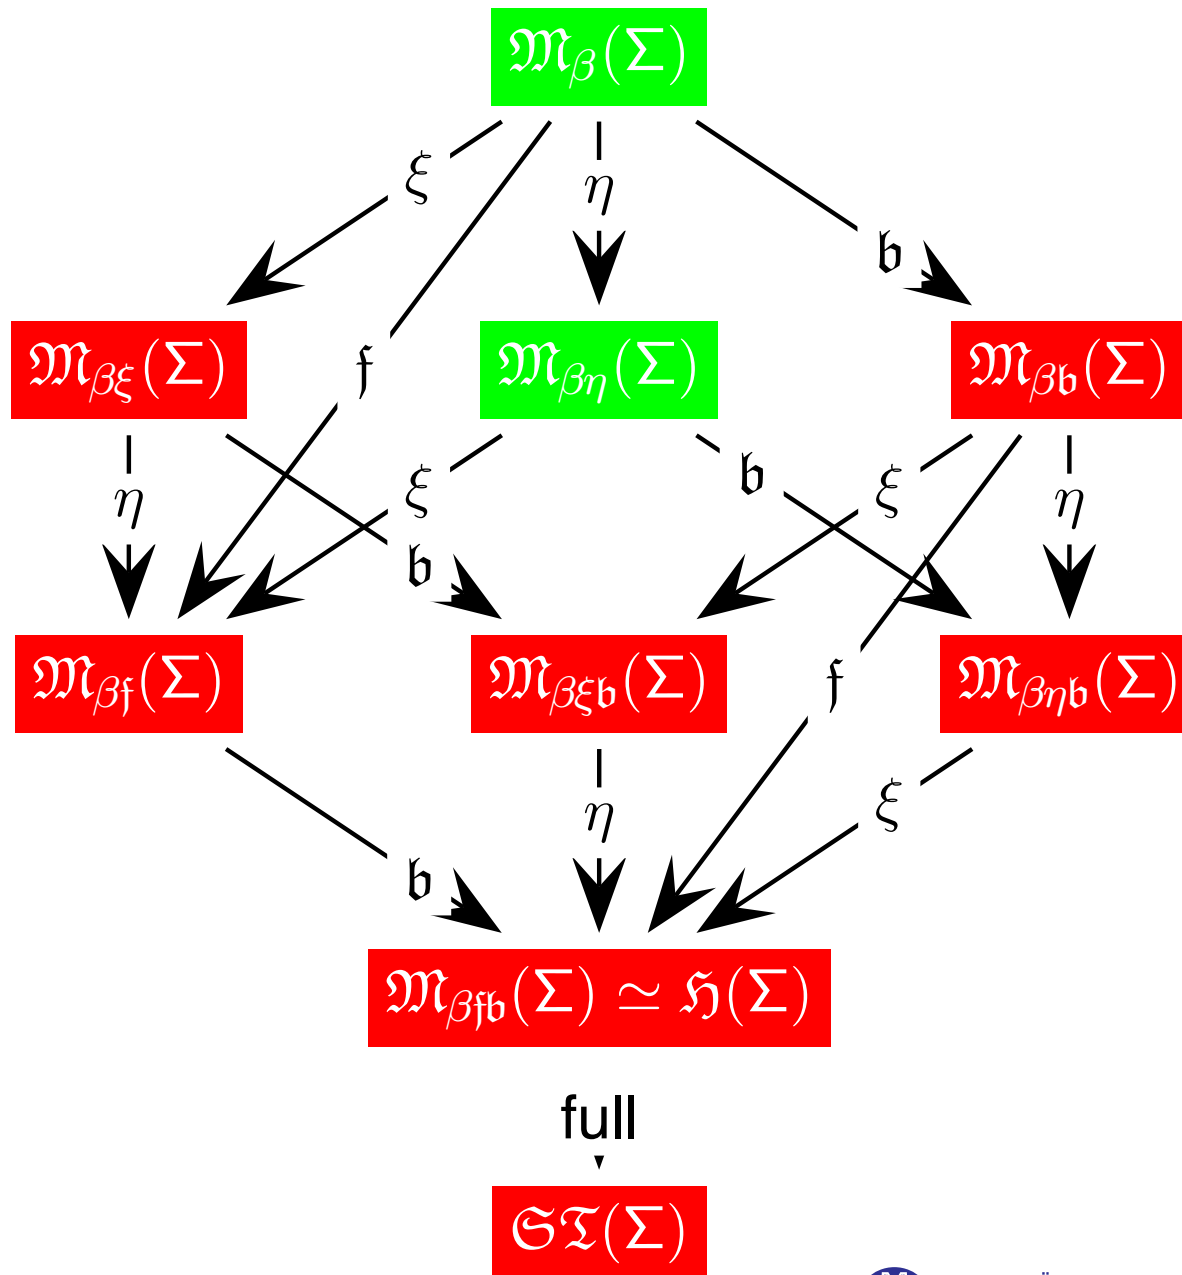 𝔐β(Σ)
ξ
η
𝔟
𝔐βξ(Σ)
𝔣
𝔐βη(Σ)
𝔐β𝔟(Σ)
η
ξ
𝔟
ξ
η
𝔟
𝔐β𝔣(Σ)
𝔐βξ𝔟(Σ)
𝔣
𝔐βη𝔟(Σ)
𝔟
η
ξ
𝔐β𝔣𝔟(Σ) ≃ ℌ(Σ)
full
𝔖𝔗(Σ)